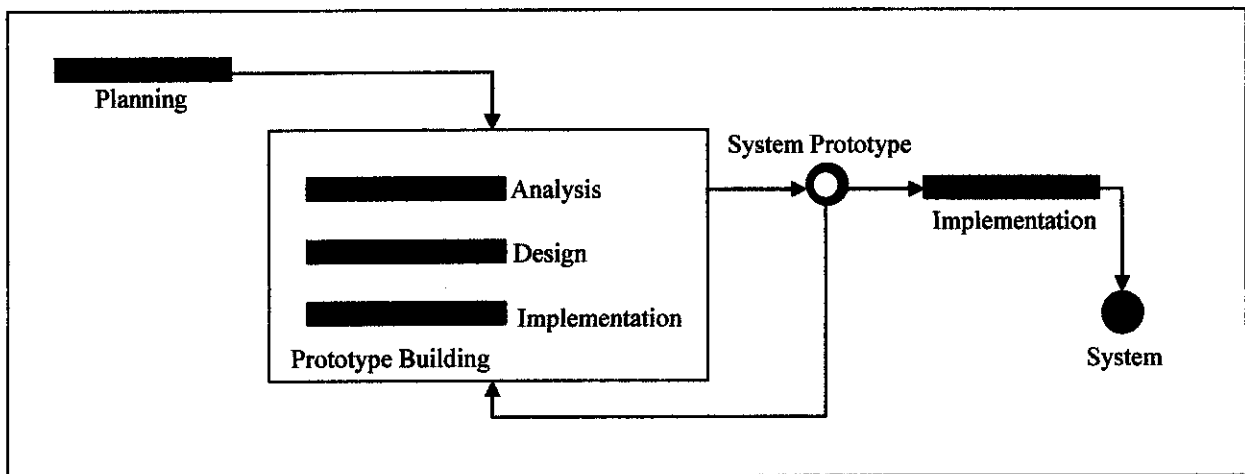 Planning
System Prototype
Analysis
Implementation
Design
Implementation
Prototype Building
System